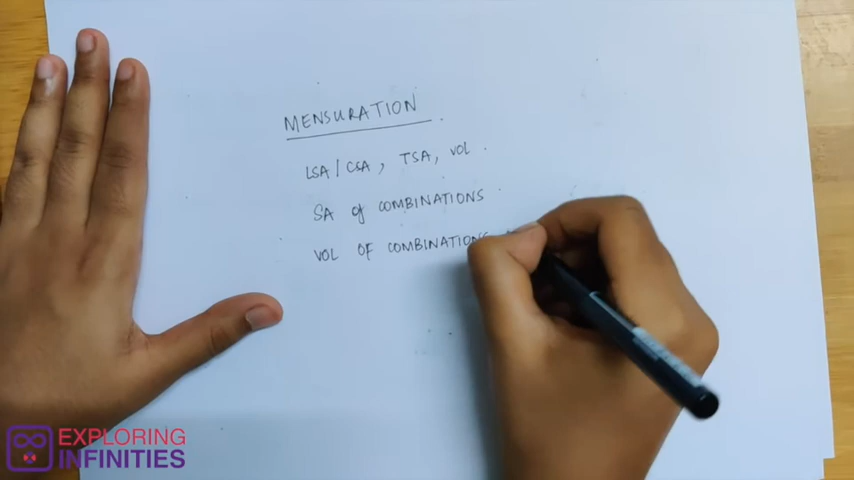 MENSURATION
LSA / CSA, TSA, VOL.
SA of COMBINATIONS
VOL OF COMBINATIONS
EXPLORING
INFINITIES